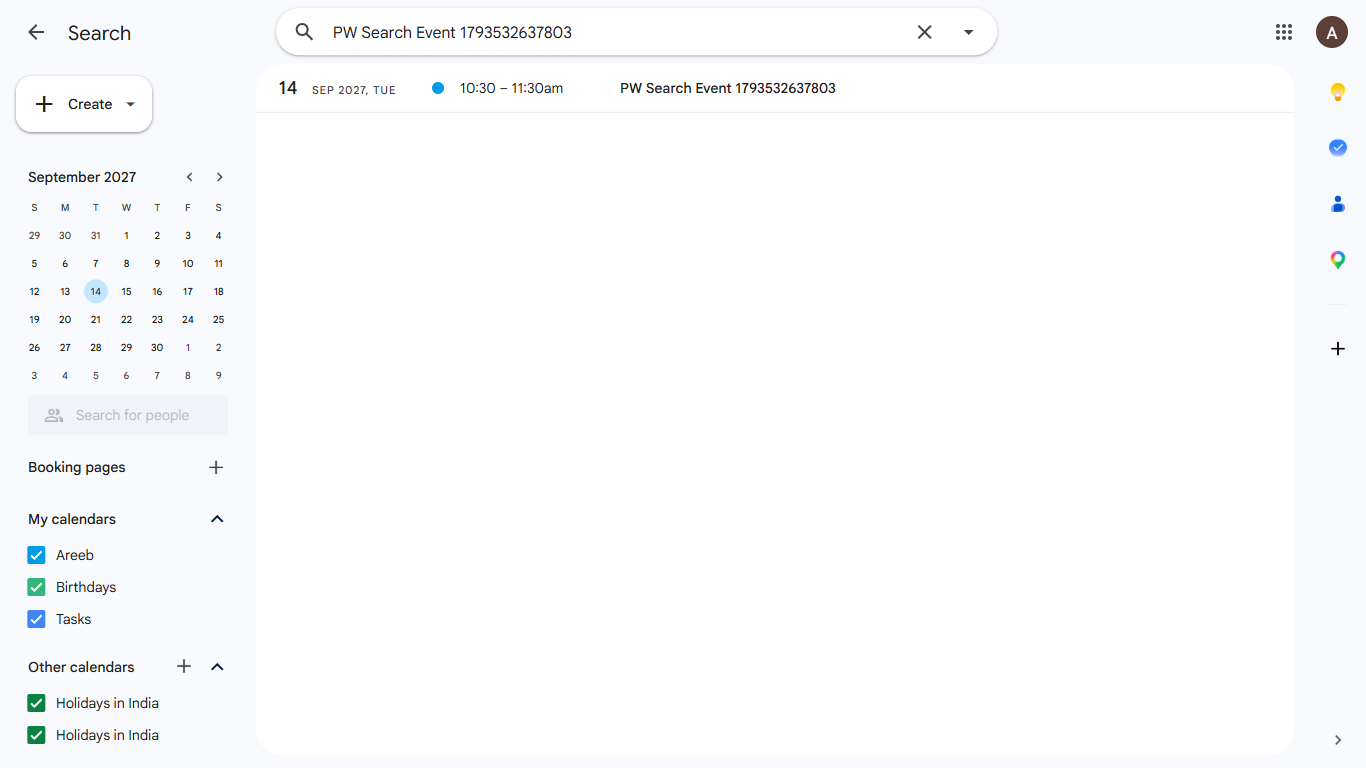 Search
PW Search Event 1793532637803
A
Create
14 SEP 2027, TUE 10:30 – 11:30am PW Search Event 1793532637803
September 2027
S M T W T F S
29 30 31 1 2 3 4
5 6 7 8 9 10 11
12 13 14 15 16 17 18
19 20 21 22 23 24 25
26 27 28 29 30 1 2
3 4 5 6 7 8 9
Search for people
Booking pages
My calendars
Areeb
Birthdays
Tasks
Other calendars
Holidays in India
Holidays in India